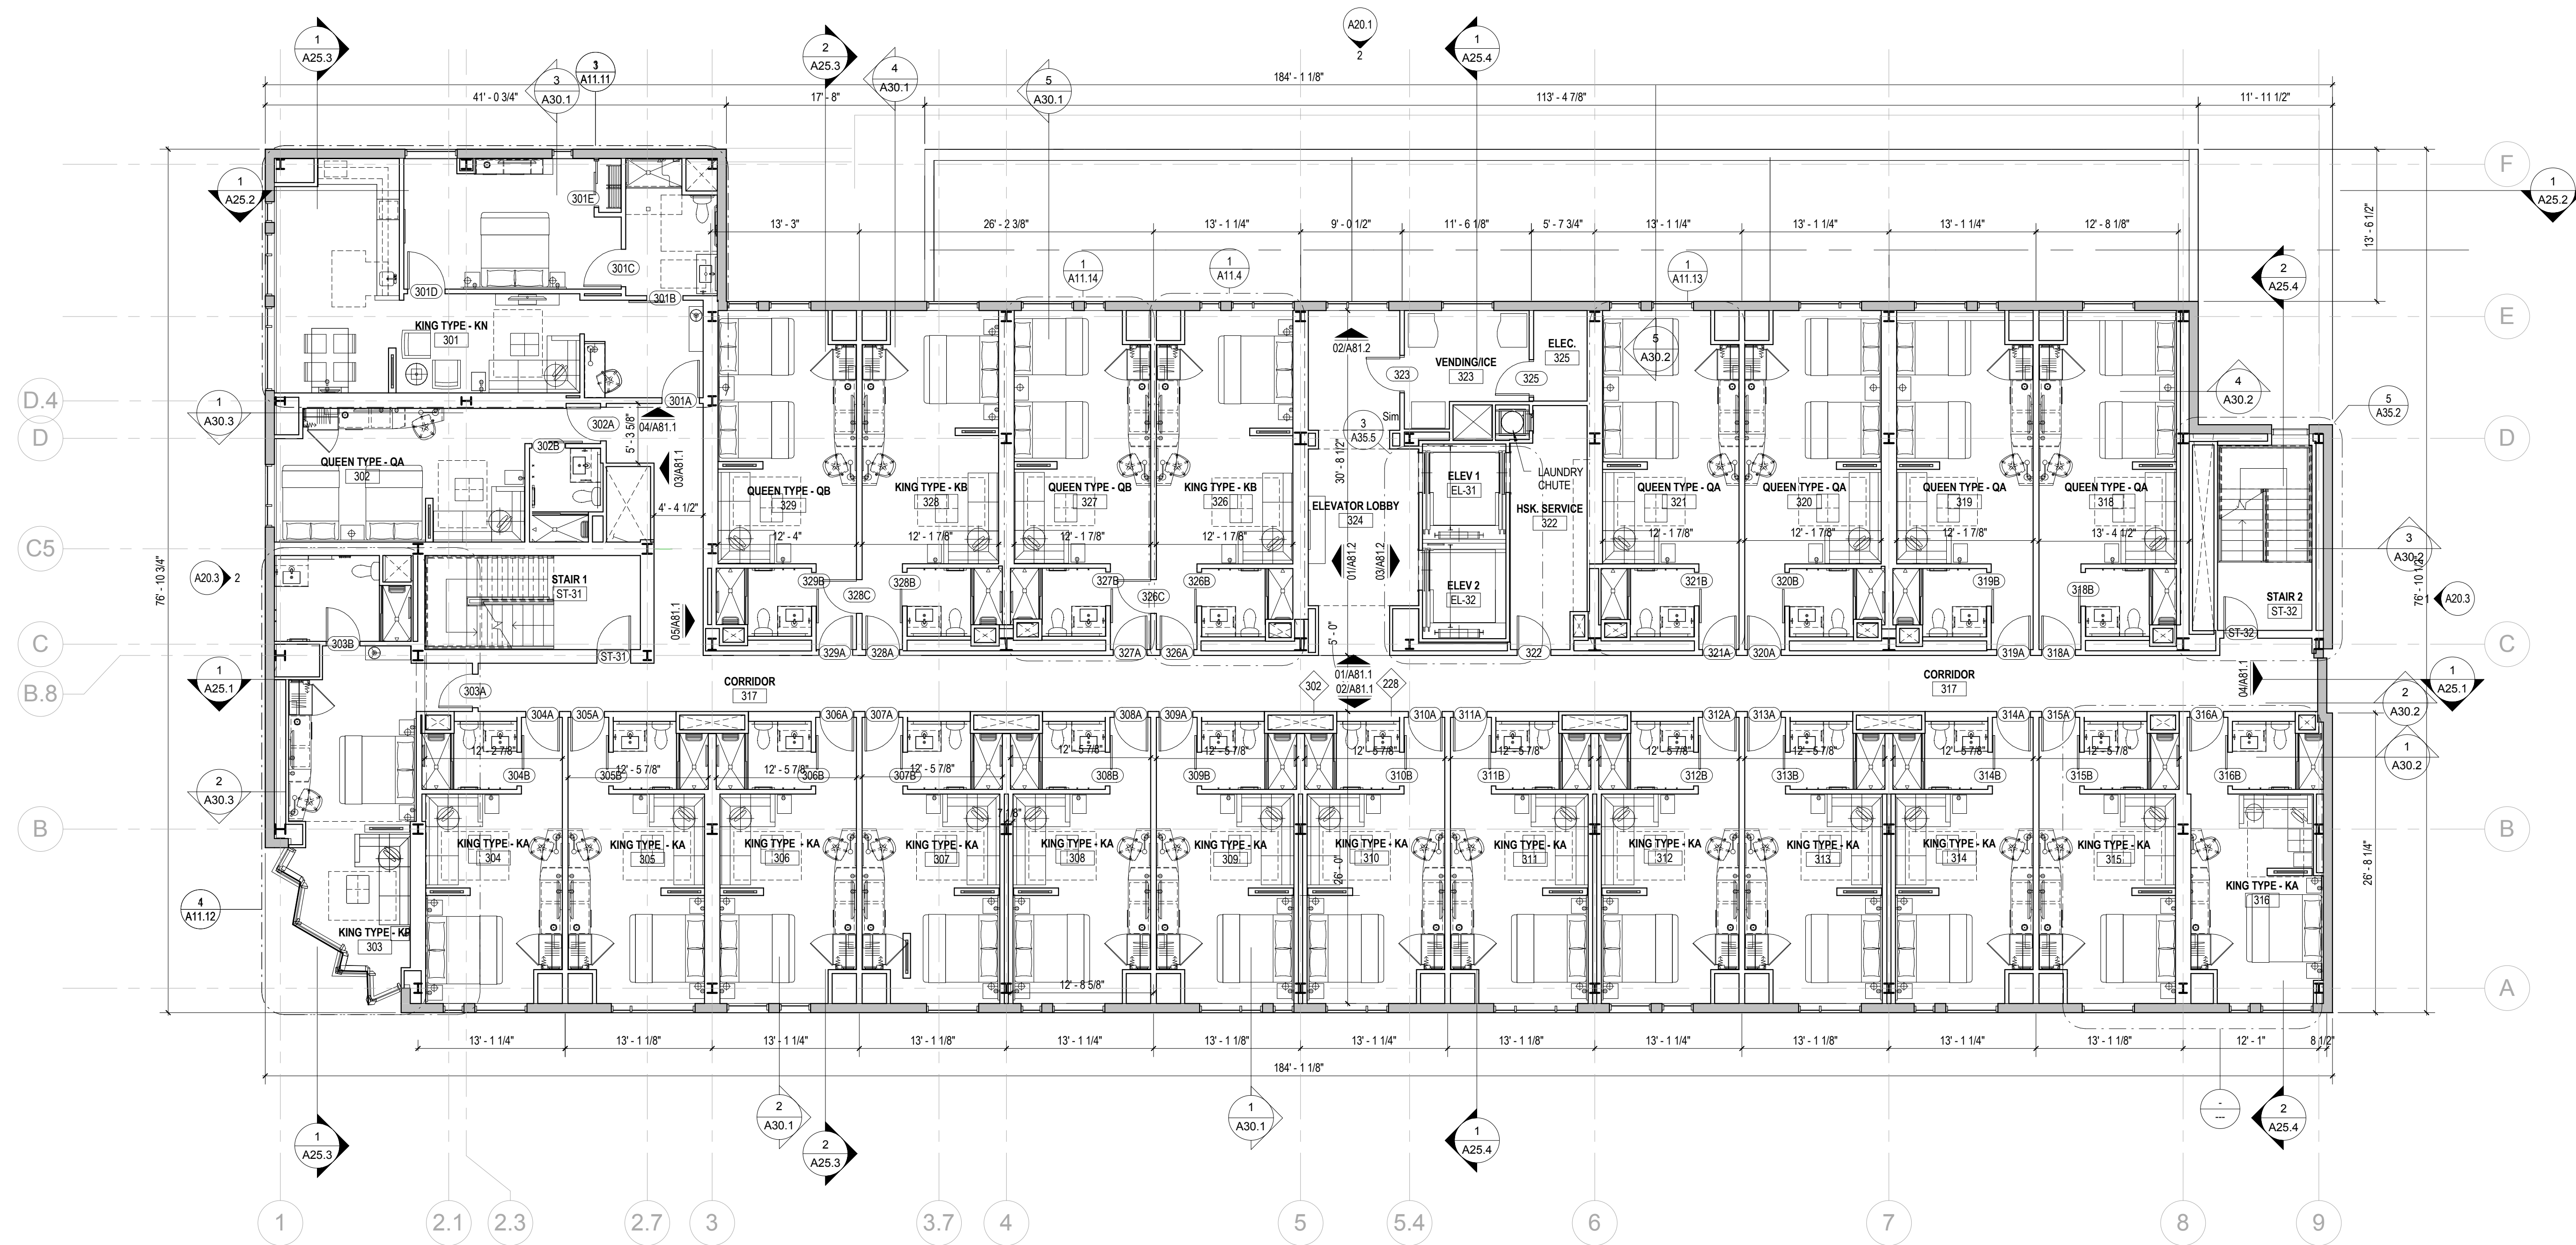 1
A25.3
2
A25.3
3
A30.1
3
A11.11
4
A30.1
5
A30.1
A20.1
2
1
A25.4
184' - 1 1/8"
41' - 0 3/4"
17' - 8"
113' - 4 7/8"
11' - 11 1/2"
1
A25.2
F
1
A25.2
13' - 6 1/2"
301E
301C
301D
301B
13' - 3"
26' - 2 3/8"
13' - 1 1/4"
9' - 0 1/2"
11' - 6 1/8"
5' - 7 3/4"
13' - 1 1/4"
13' - 1 1/4"
13' - 1 1/4"
12' - 8 1/8"
1
A11.14
1
A11.4
1
A11.13
2
A25.4
E
KING TYPE - KN
301
02/A81.2
VENDING/ICE
323
323
ELEC.
325
325
5
A30.2
4
A30.2
5
A35.2
D.4
D
1
A30.3
301A
302A
04/A81.1
5' - 3 5/8"
302B
03/A81.1
QUEEN TYPE - QA
302
4' - 4 1/2"
Sim
3
A35.5
30' - 8 1/2"
D
QUEEN TYPE - QB
329
KING TYPE - KB
328
QUEEN TYPE - QB
327
KING TYPE - KB
326
ELEVATOR LOBBY
324
ELEV 1
EL-31
LAUNDRY
CHUTE
HSK. SERVICE
322
QUEEN TYPE - QA
321
QUEEN TYPE - QA
320
QUEEN TYPE - QA
319
QUEEN TYPE - QA
318
12' - 4"
12' - 1 7/8"
12' - 1 7/8"
12' - 1 7/8"
12' - 1 7/8"
12' - 1 7/8"
12' - 1 7/8"
13' - 4 1/2"
C5
3
A30.2
76' - 10 3/4"
76' - 10 1/2"
A20.3
2
STAIR 1
ST-31
ST-31
01/A81.2
03/A81.2
ELEV 2
EL-32
329B
328C
328B
327B
326C
326B
321B
320B
319B
318B
STAIR 2
ST-32
ST-32
1
A20.3
05/A81.1
C
303B
329A
328A
327A
326A
5' - 0"
322
321A
320A
319A
318A
C
B.8
1
A25.1
303A
CORRIDOR
317
01/A81.1
02/A81.1
302
228
CORRIDOR
317
04/A81.1
1
A25.1
2
A30.2
304A
305A
306A
307A
308A
309A
310A
311A
312A
313A
314A
315A
316A
12' - 2 7/8"
12' - 5 7/8"
12' - 5 7/8"
12' - 5 7/8"
12' - 5 7/8"
12' - 5 7/8"
12' - 5 7/8"
12' - 5 7/8"
12' - 5 7/8"
12' - 5 7/8"
12' - 5 7/8"
12' - 5 7/8"
1
A30.2
304B
305B
306B
307B
308B
309B
310B
311B
312B
313B
314B
315B
316B
2
A30.3
7 1/8"
B
B
KING TYPE - KA
304
KING TYPE - KA
305
KING TYPE - KA
306
KING TYPE - KA
307
KING TYPE - KA
308
KING TYPE - KA
309
KING TYPE - KA
310
KING TYPE - KA
311
KING TYPE - KA
312
KING TYPE - KA
313
KING TYPE - KA
314
KING TYPE - KA
315
KING TYPE - KA
316
26' - 0"
26' - 8 1/4"
4
A11.12
KING TYPE - KP
303
12' - 8 5/8"
A
13' - 1 1/4"
13' - 1 1/8"
13' - 1 1/4"
13' - 1 1/8"
13' - 1 1/4"
13' - 1 1/8"
13' - 1 1/4"
13' - 1 1/8"
13' - 1 1/4"
13' - 1 1/8"
13' - 1 1/4"
13' - 1 1/8"
12' - 1"
8 1/2"
184' - 1 1/8"
1
A25.3
2
A30.1
2
A25.3
1
A30.1
1
A25.4
-
---
2
A25.4
1
2.1
2.3
2.7
3
3.7
4
5
5.4
6
7
8
9